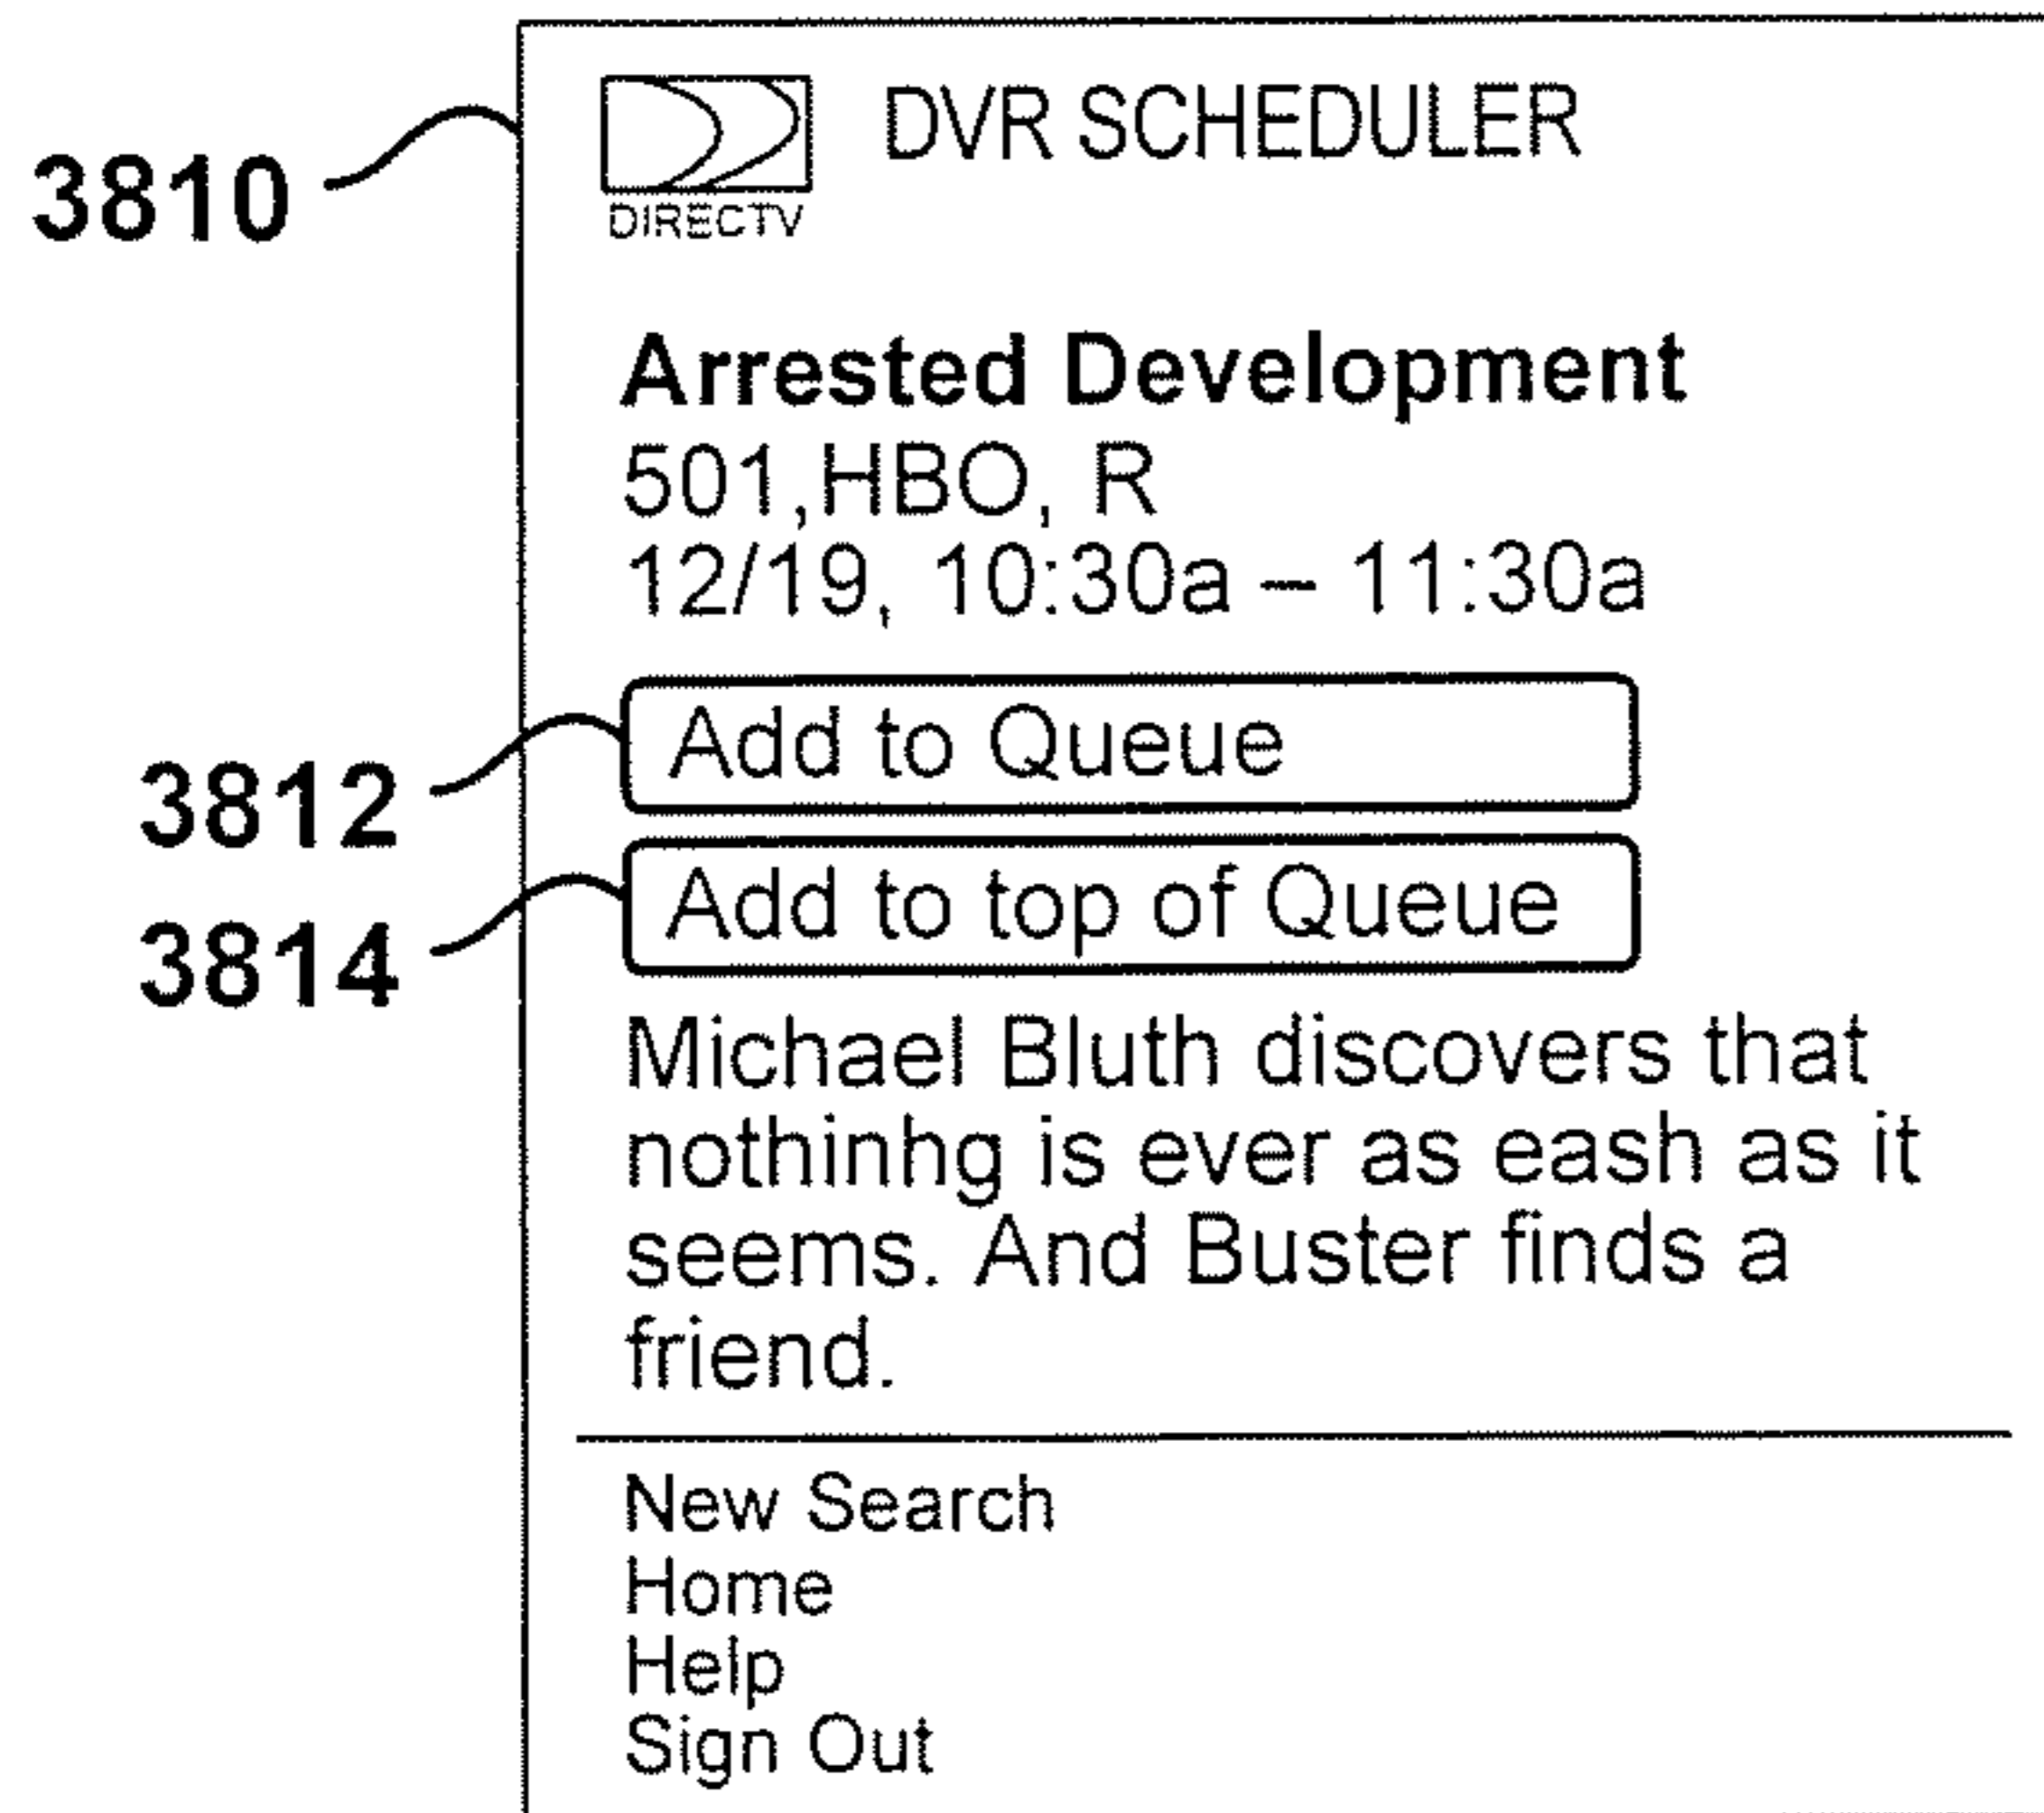 3810
DIRECTV
DVR SCHEDULER
Arrested Development
501,HBO, R
12/19, 10:30a – 11:30a
3812
Add to Queue
3814
Add to top of Queue
Michael Bluth discovers that
nothinhg is ever as eash as it
seems. And Buster finds a
friend.
New Search
Home
Help
Sign Out